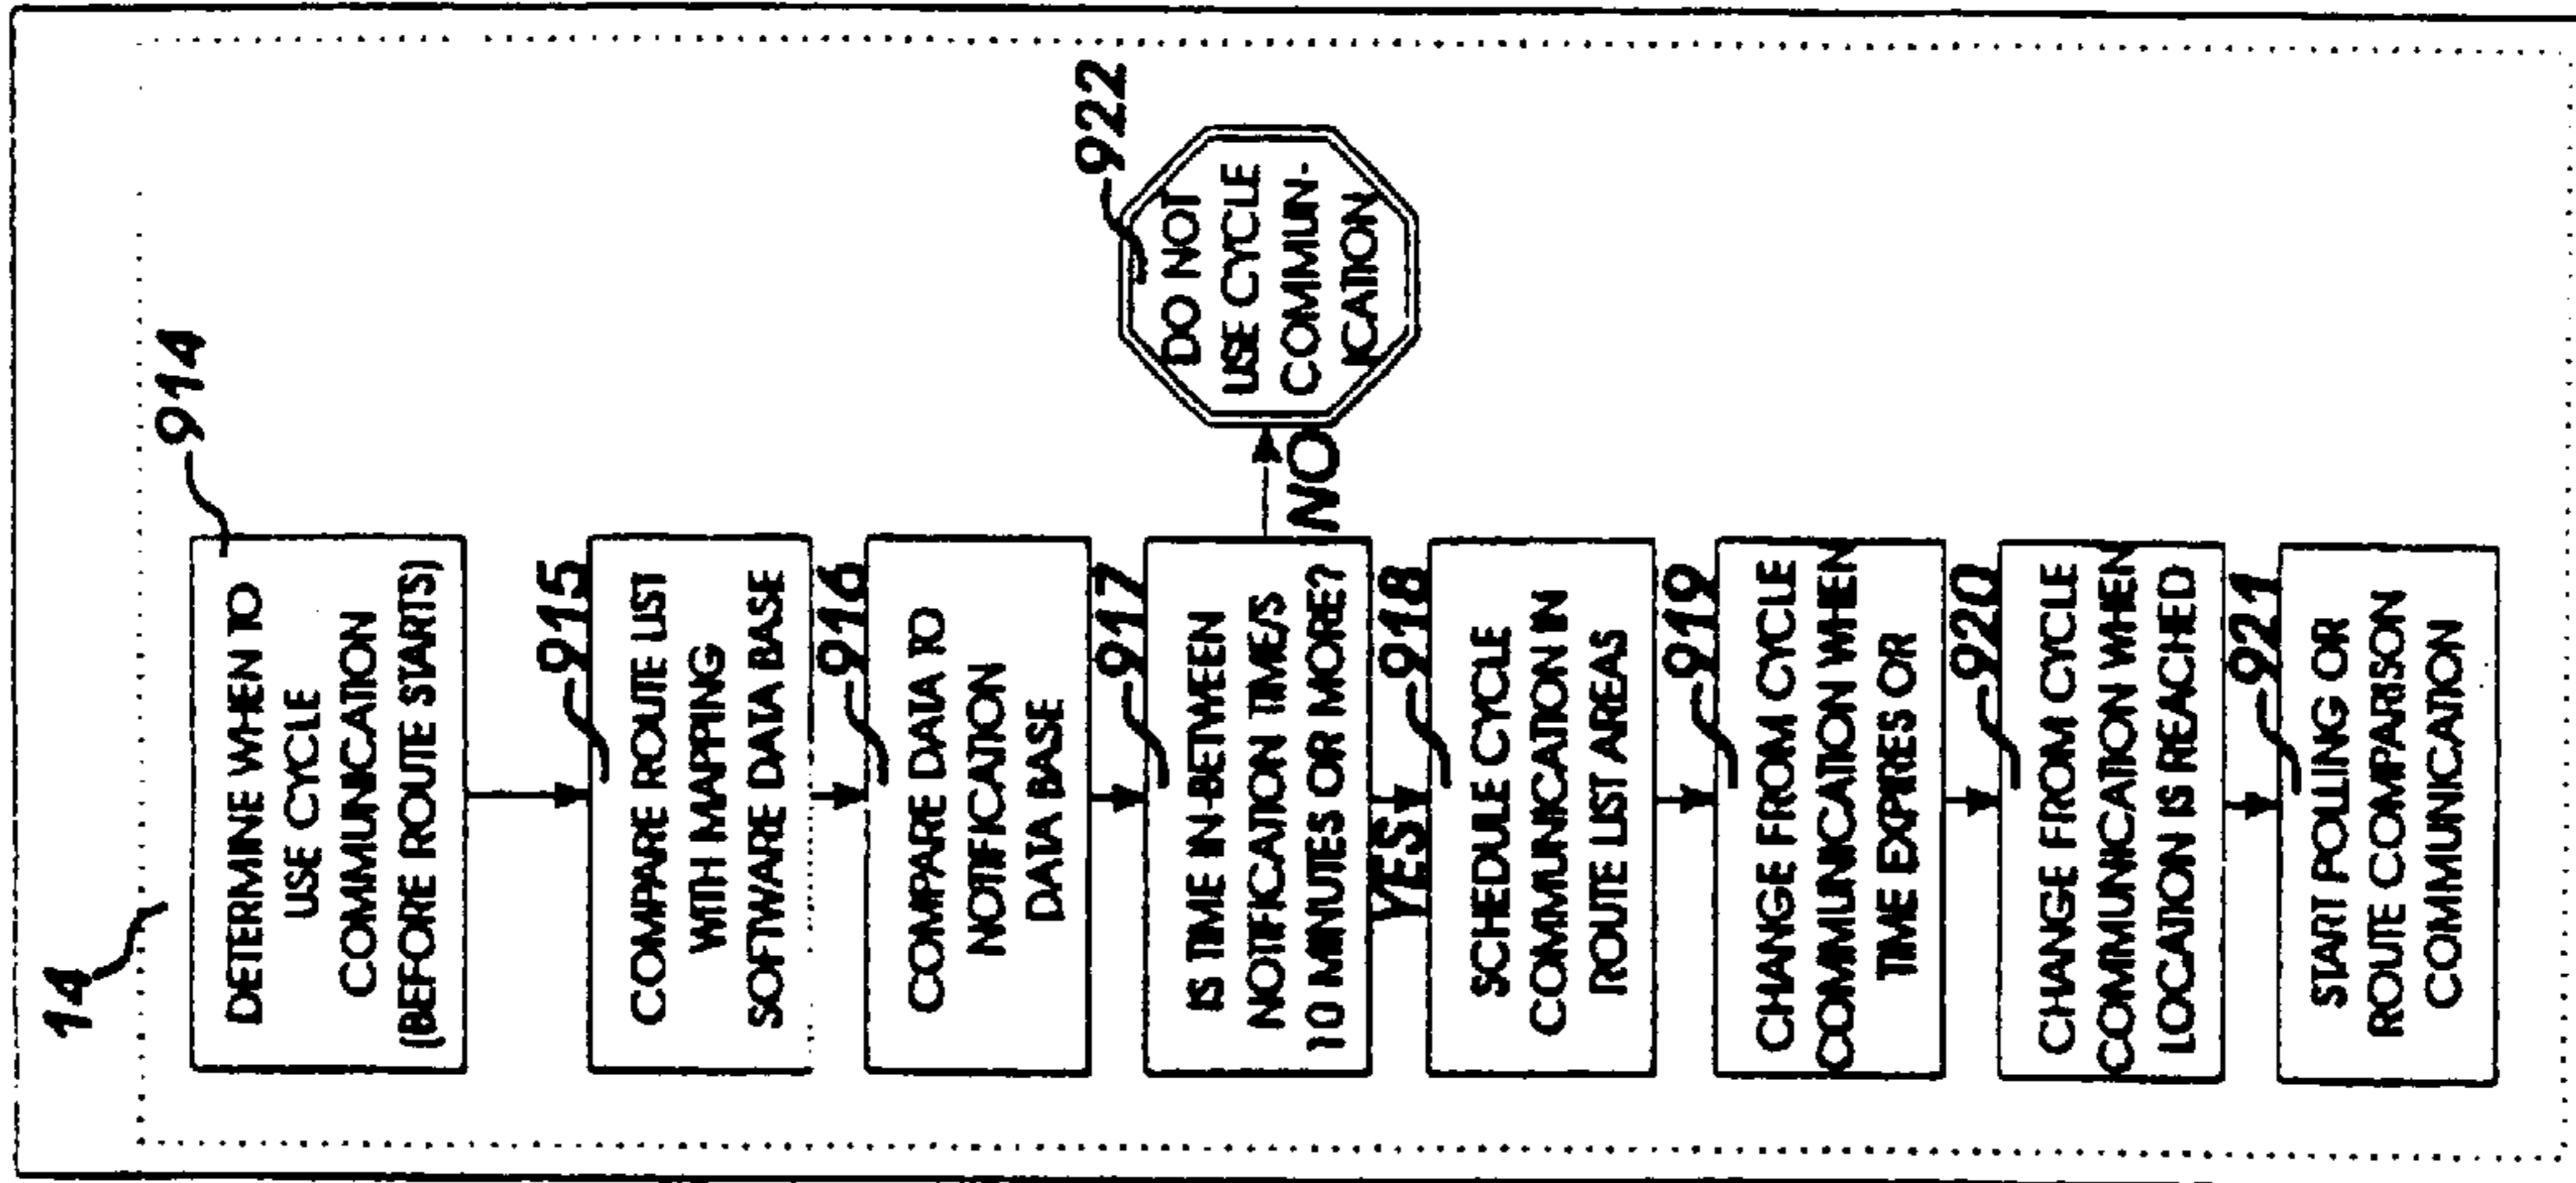 14
914
DETERMINE WHEN TO
USE CYCLE
COMMUNICATION
(BEFORE ROUTE STARTS)
915
COMPARE ROUTE LIST
WITH MAPPING
SOFTWARE DATA BASE
916
COMPARE DATA TO
NOTIFICATION
DATA BASE
917
IS TIME IN-BETWEEN
NOTIFICATION TIME/S
10 MINUTES OR MORE?
NO
922
DO NOT
USE CYCLE
COMMUN-
ICATION
YES
918
SCHEDULE CYCLE
COMMUNICATION IN
ROUTE LIST AREAS
919
CHANGE FROM CYCLE
COMMUNICATION WHEN
TIME EXPIRES OR
920
CHANGE FROM CYCLE
COMMUNICATION WHEN
LOCATION IS REACHED
921
START POLLING OR
ROUTE COMPARISON
COMMUNICATION